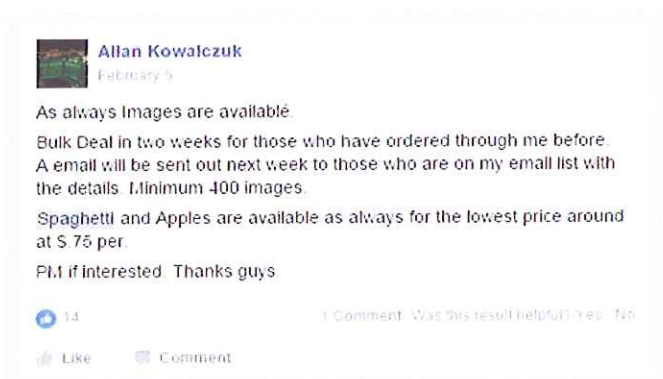 Allan Kowalczuk
February 5
As always Images are available.
Bulk Deal in two weeks for those who have ordered through me before.
A email will be sent out next week to those who are on my email list with
the details. Minimum 400 images.
Spaghetti and Apples are available as always for the lowest price around
at $.75 per.
PM if interested. Thanks guys
14
1 Comment Was this result helpful? Yes No
Like Comment